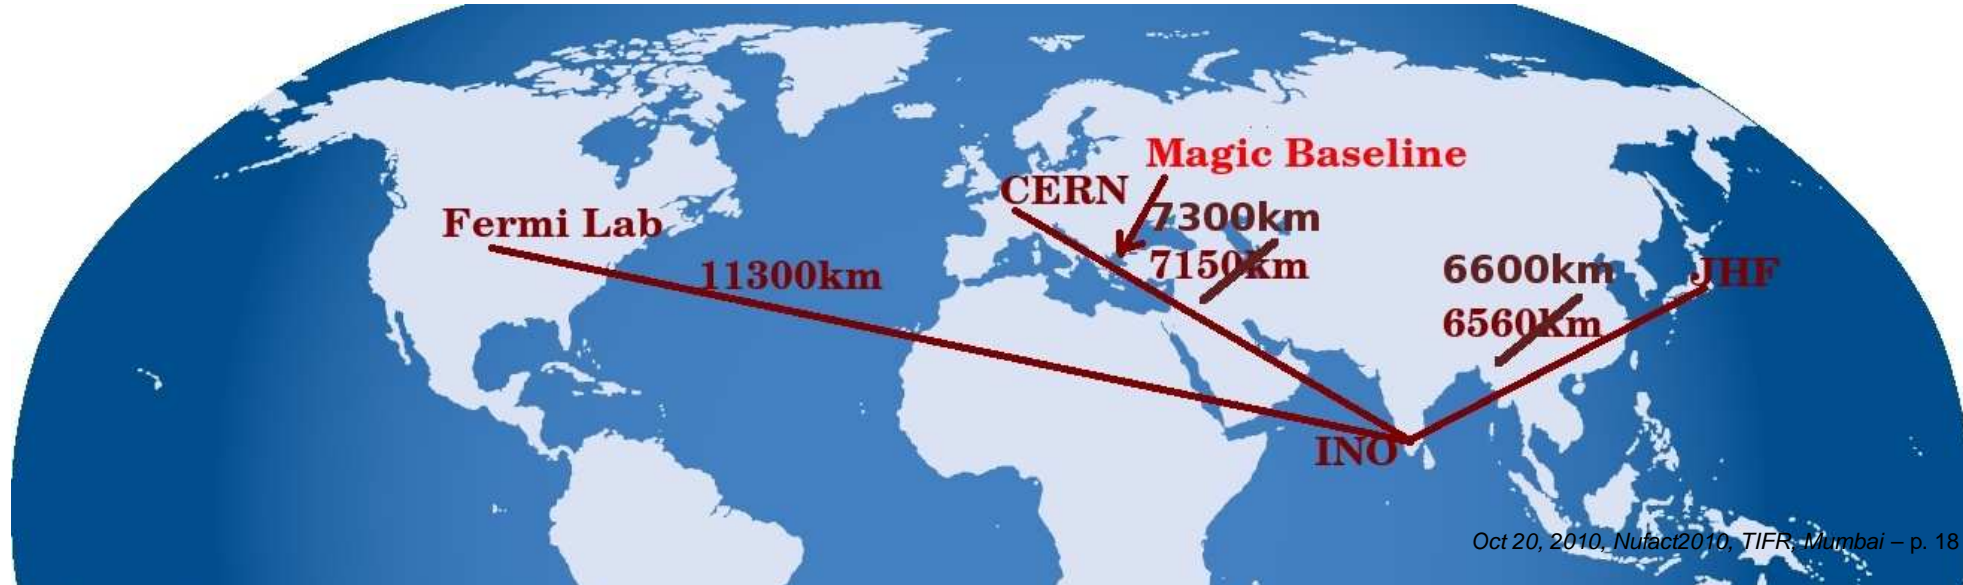 Magic Baseline
CERN
7300km
Fermi Lab
7150km
11300km
6600km
JHF
6560km
INO
Oct 20, 2010, Nufact2010, TIFR, Mumbai – p. 18